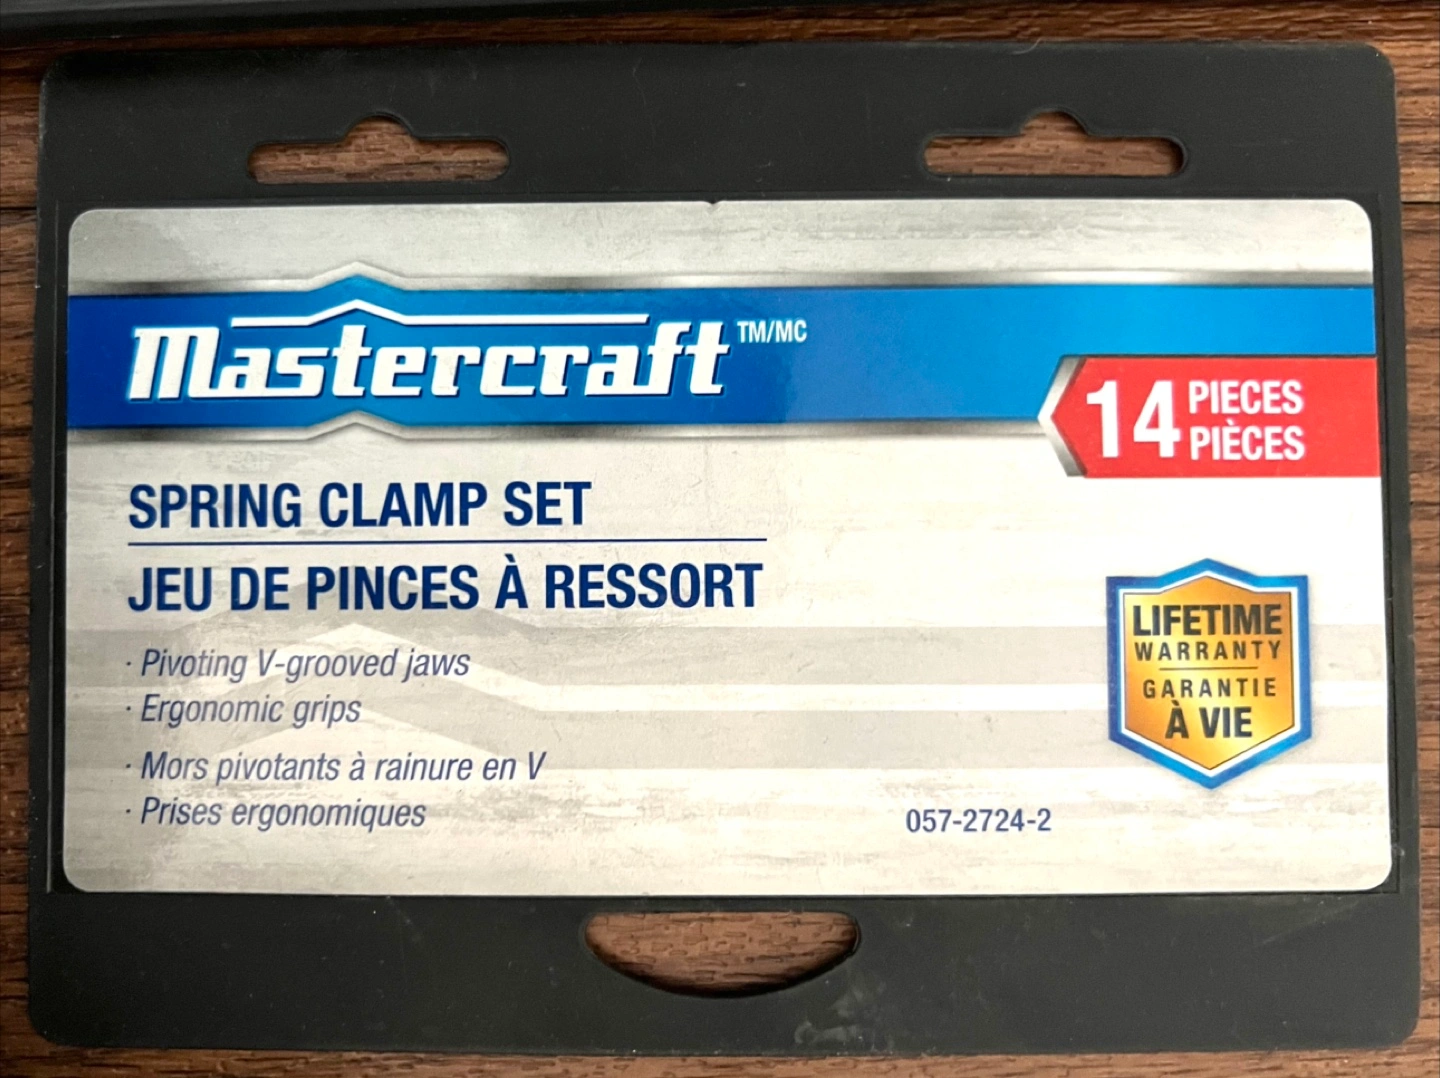 Mastercraft TM/MC
14 PIECES
PIÈCES
SPRING CLAMP SET
JEU DE PINCES À RESSORT
· Pivoting V-grooved jaws
· Ergonomic grips
· Mors pivotants à rainure en V
· Prises ergonomiques
LIFETIME
WARRANTY
GARANTIE
À VIE
057-2724-2